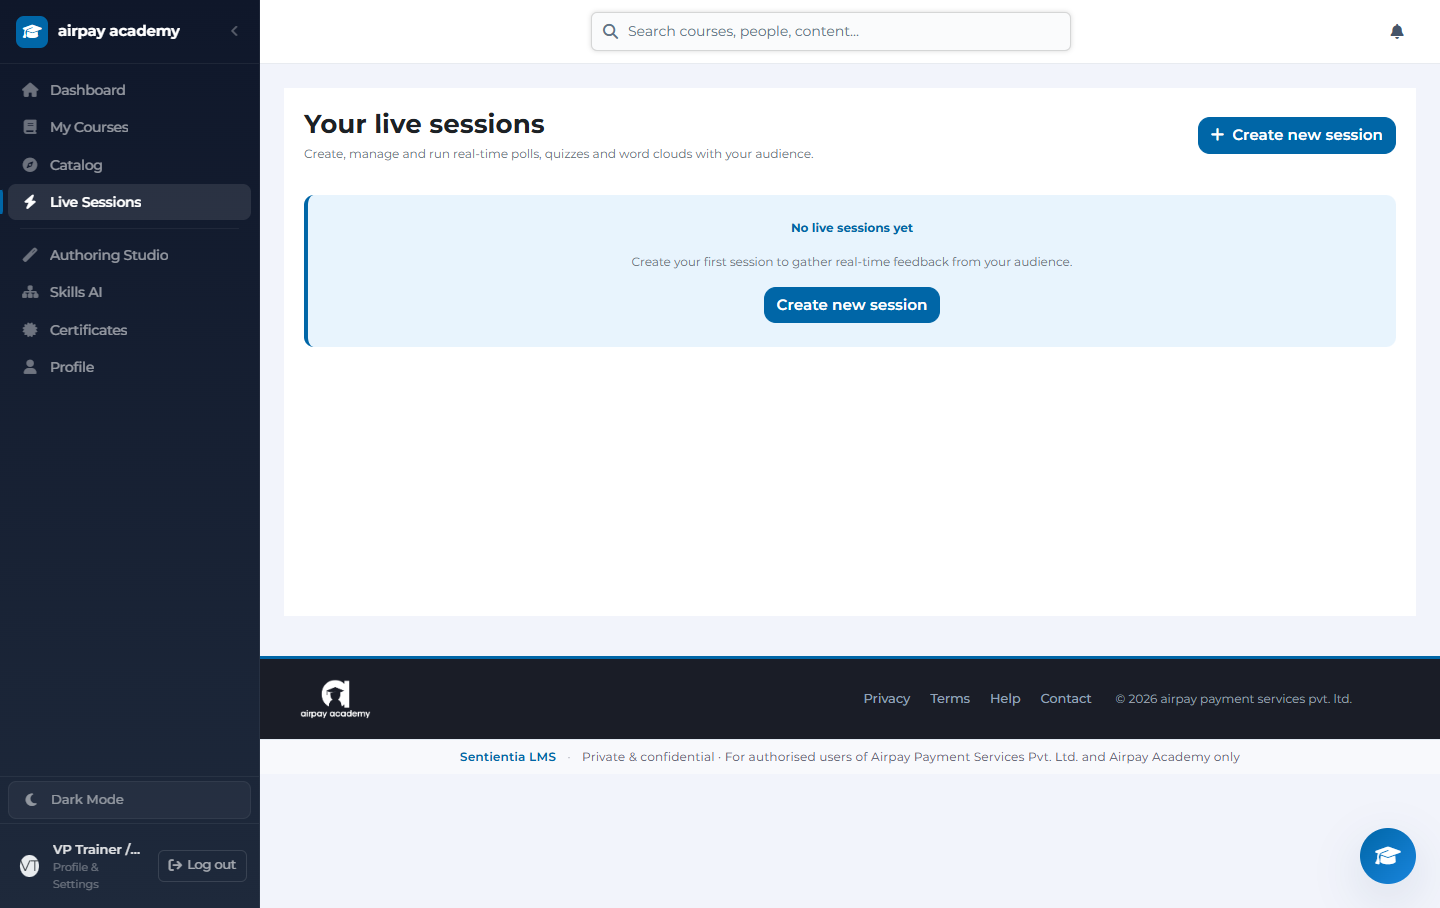 airpay academy
Search courses, people, content...
Dashboard
My Courses
Catalog
Live Sessions
Authoring Studio
Skills AI
Certificates
Profile
Your live sessions
Create, manage and run real-time polls, quizzes and word clouds with your audience.
Create new session
No live sessions yet
Create your first session to gather real-time feedback from your audience.
Create new session
airpay academy
Privacy Terms Help Contact © 2026 airpay payment services pvt. ltd.
Sentientia LMS · Private & confidential · For authorised users of Airpay Payment Services Pvt. Ltd. and Airpay Academy only
Dark Mode
VT
VP Trainer /...
Profile &
Settings
Log out